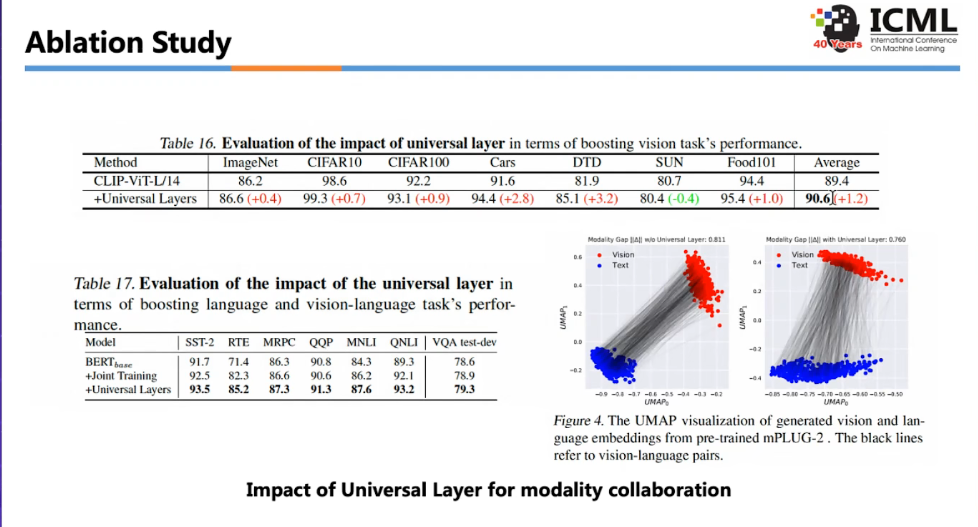 Ablation Study
40 Years
ICML
International Conference
On Machine Learning
Table 16. Evaluation of the impact of universal layer in terms of boosting vision task's performance.
Method ImageNet CIFAR10 CIFAR100 Cars DTD SUN Food101 Average
CLIP-ViT-L/14 86.2 98.6 92.2 91.6 81.9 80.7 94.4 89.4
+Universal Layers 86.6 (+0.4) 99.3 (+0.7) 93.1 (+0.9) 94.4 (+2.8) 85.1 (+3.2) 80.4 (-0.4) 95.4 (+1.0) 90.6 (+1.2)
Table 17. Evaluation of the impact of the universal layer in
terms of boosting language and vision-language task's perfor-
mance.
Model SST-2 RTE MRPC QQP MNLI QNLI VQA test-dev
BERTbase 91.7 71.4 86.3 90.8 84.3 89.3 78.6
+Joint Training 92.5 82.3 86.6 90.6 86.2 92.1 78.9
+Universal Layers 93.5 85.2 87.3 91.3 87.6 93.2 79.3
Modality Gap ||Δ|| w/o Universal Layer: 0.811
Vision
Text
0.6
0.4
0.2
0.0
−0.2
UMAP1
−0.9 −0.8 −0.7 −0.6 −0.5 −0.4 −0.3 −0.2
UMAP0
Modality Gap ||Δ|| with Universal Layer: 0.760
Vision
Text
0.4
0.2
0.0
−0.2
−0.4
UMAP1
−0.85 −0.80 −0.75 −0.70 −0.65 −0.60 −0.55 −0.50
UMAP0
Figure 4. The UMAP visualization of generated vision and lan-
guage embeddings from pre-trained mPLUG-2 . The black lines
refer to vision-language pairs.
Impact of Universal Layer for modality collaboration